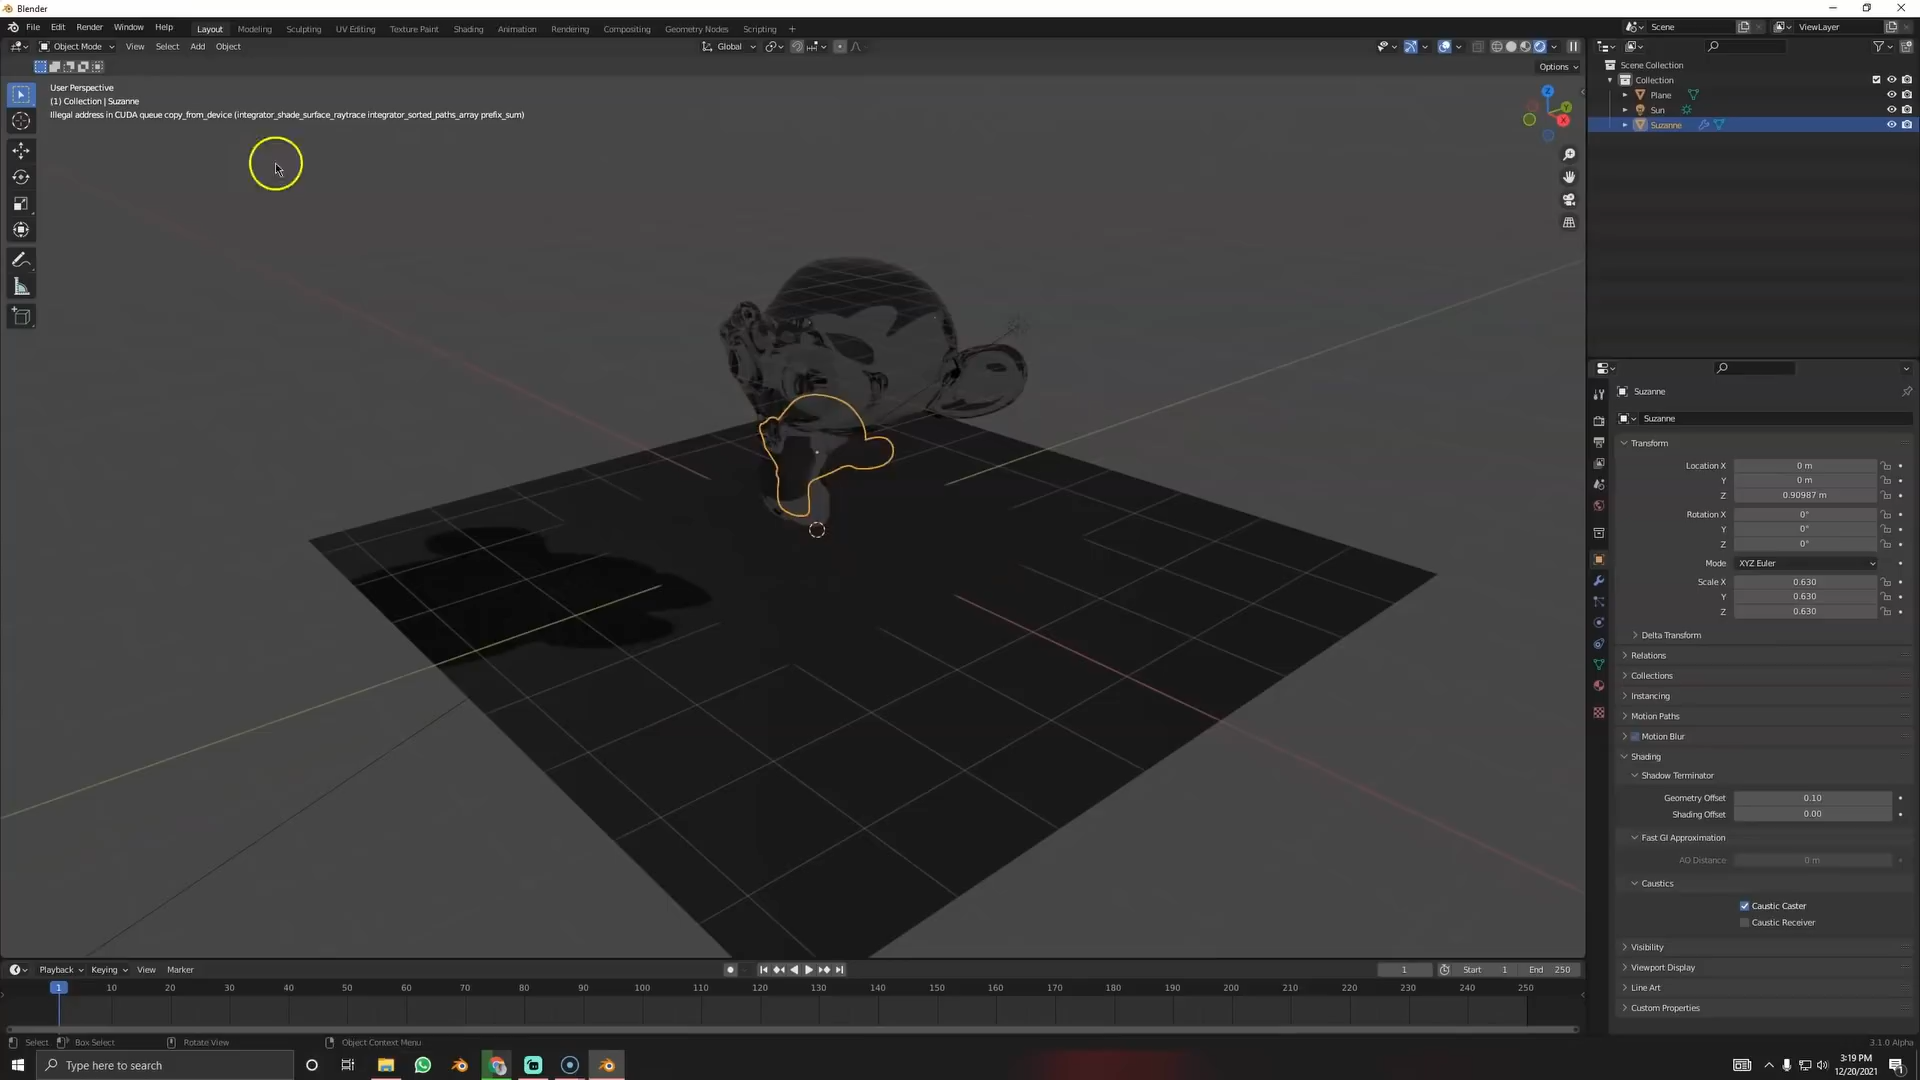 Blender
File Edit Render Window Help
Layout Modeling Sculpting UV Editing Texture Paint Shading Animation Rendering Compositing Geometry Nodes Scripting +
Scene
ViewLayer
Object Mode View Select Add Object
Global
Options
User Perspective
(1) Collection | Suzanne
Illegal address in CUDA queue copy_from_device (integrator_shade_surface_raytrace integrator_sorted_paths_array prefix_sum)
Z
Y
X
Scene Collection
Collection
Plane
Sun
Suzanne
Suzanne
Suzanne
Transform
Location X 0 m
Y 0 m
Z 0.90987 m
Rotation X 0°
Y 0°
Z 0°
Mode XYZ Euler
Scale X 0.630
Y 0.630
Z 0.630
Delta Transform
Relations
Collections
Instancing
Motion Paths
Motion Blur
Shading
Shadow Terminator
Geometry Offset 0.10
Shading Offset 0.00
Fast GI Approximation
AO Distance 0 m
Caustics
Caustic Caster
Caustic Receiver
Visibility
Viewport Display
Line Art
Custom Properties
Playback Keying View Marker
1 Start 1 End 250
1 10 20 30 40 50 60 70 80 90 100 110 120 130 140 150 160 170 180 190 200 210 220 230 240 250
Select Box Select Rotate View Object Context Menu
3.1.0 Alpha
Type here to search
3:19 PM
12/20/2021